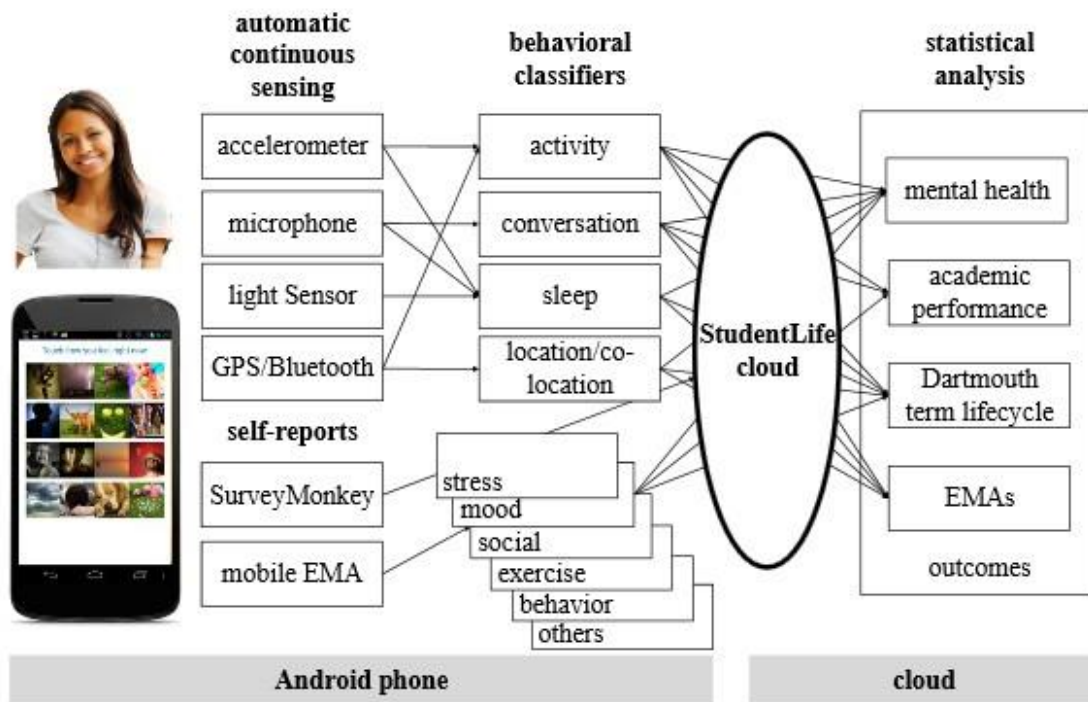 automatic
continuous
sensing
behavioral
classifiers
statistical
analysis
accelerometer
microphone
light Sensor
GPS/Bluetooth
activity
conversation
sleep
location/co-
location
StudentLife
cloud
mental health
academic
performance
Dartmouth
term lifecycle
EMAs
outcomes
self-reports
SurveyMonkey
mobile EMA
stress
mood
social
exercise
behavior
others
Android phone
cloud